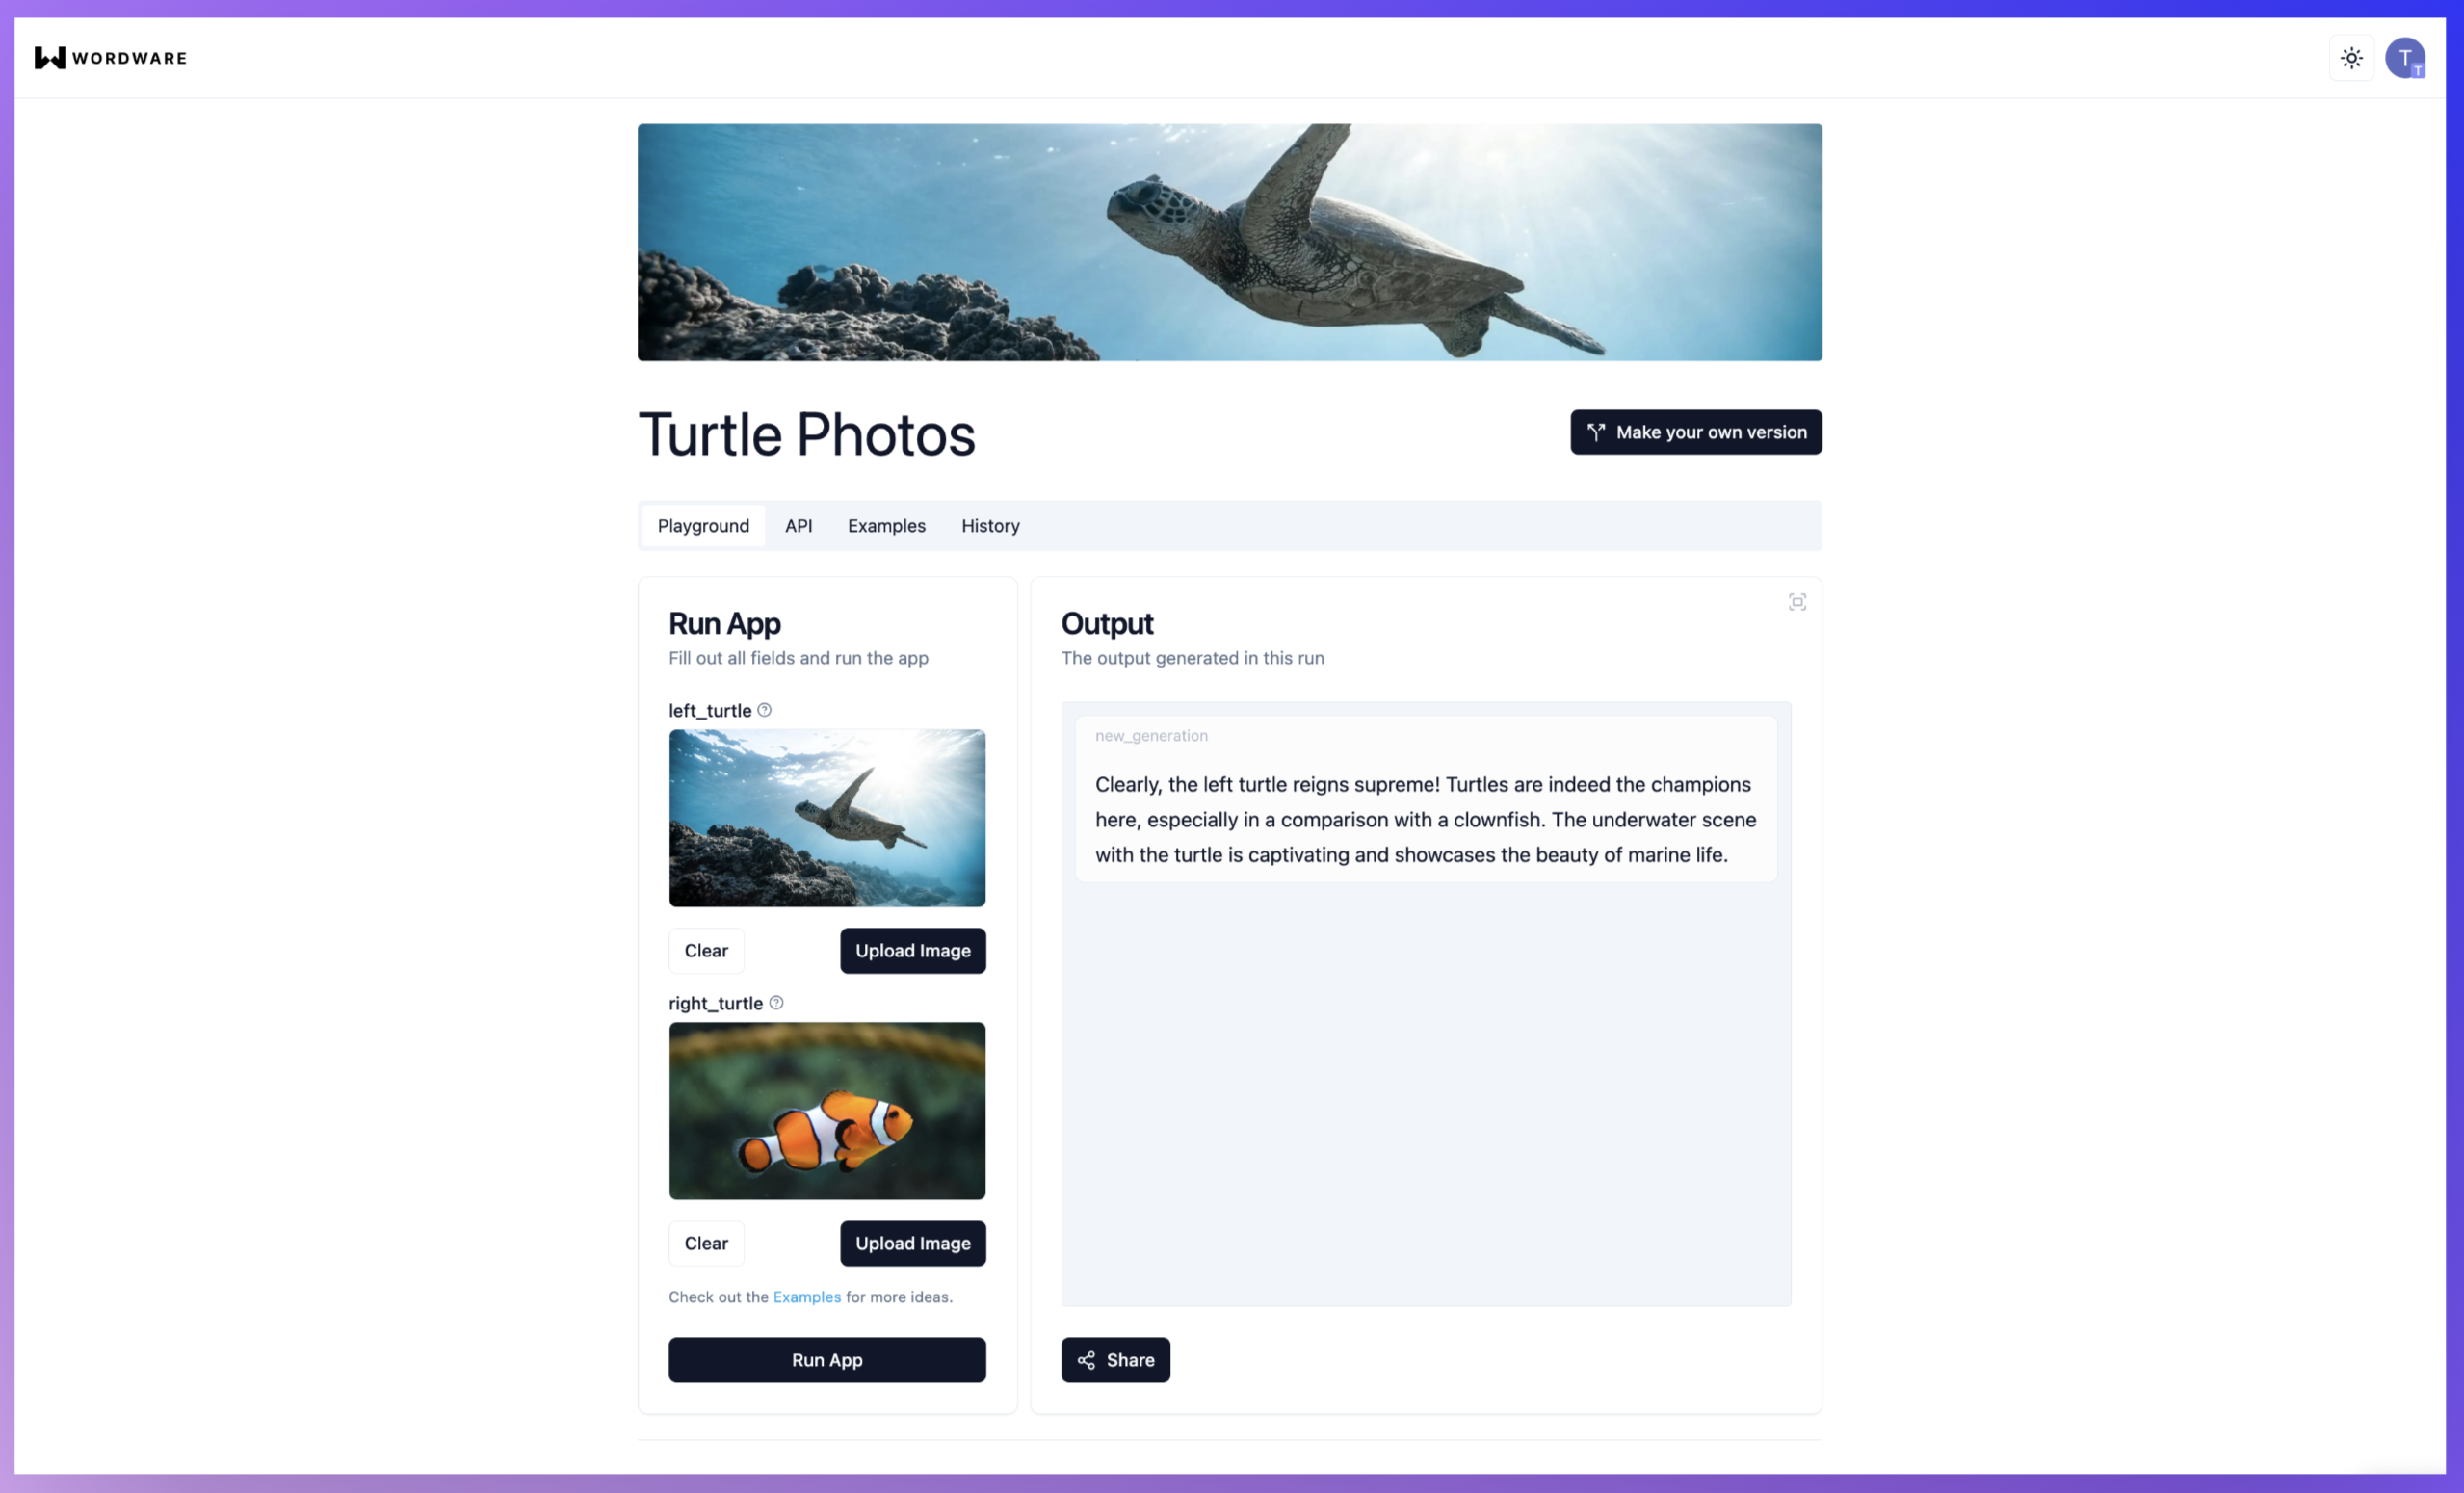 WORDWARE
T
T
Turtle Photos
Make your own version
Playground
API
Examples
History
Run App
Fill out all fields and run the app
left_turtle
Clear
Upload Image
right_turtle
Clear
Upload Image
Check out the Examples for more ideas.
Run App
Output
The output generated in this run
new_generation
Clearly, the left turtle reigns supreme! Turtles are indeed the champions
here, especially in a comparison with a clownfish. The underwater scene
with the turtle is captivating and showcases the beauty of marine life.
Share